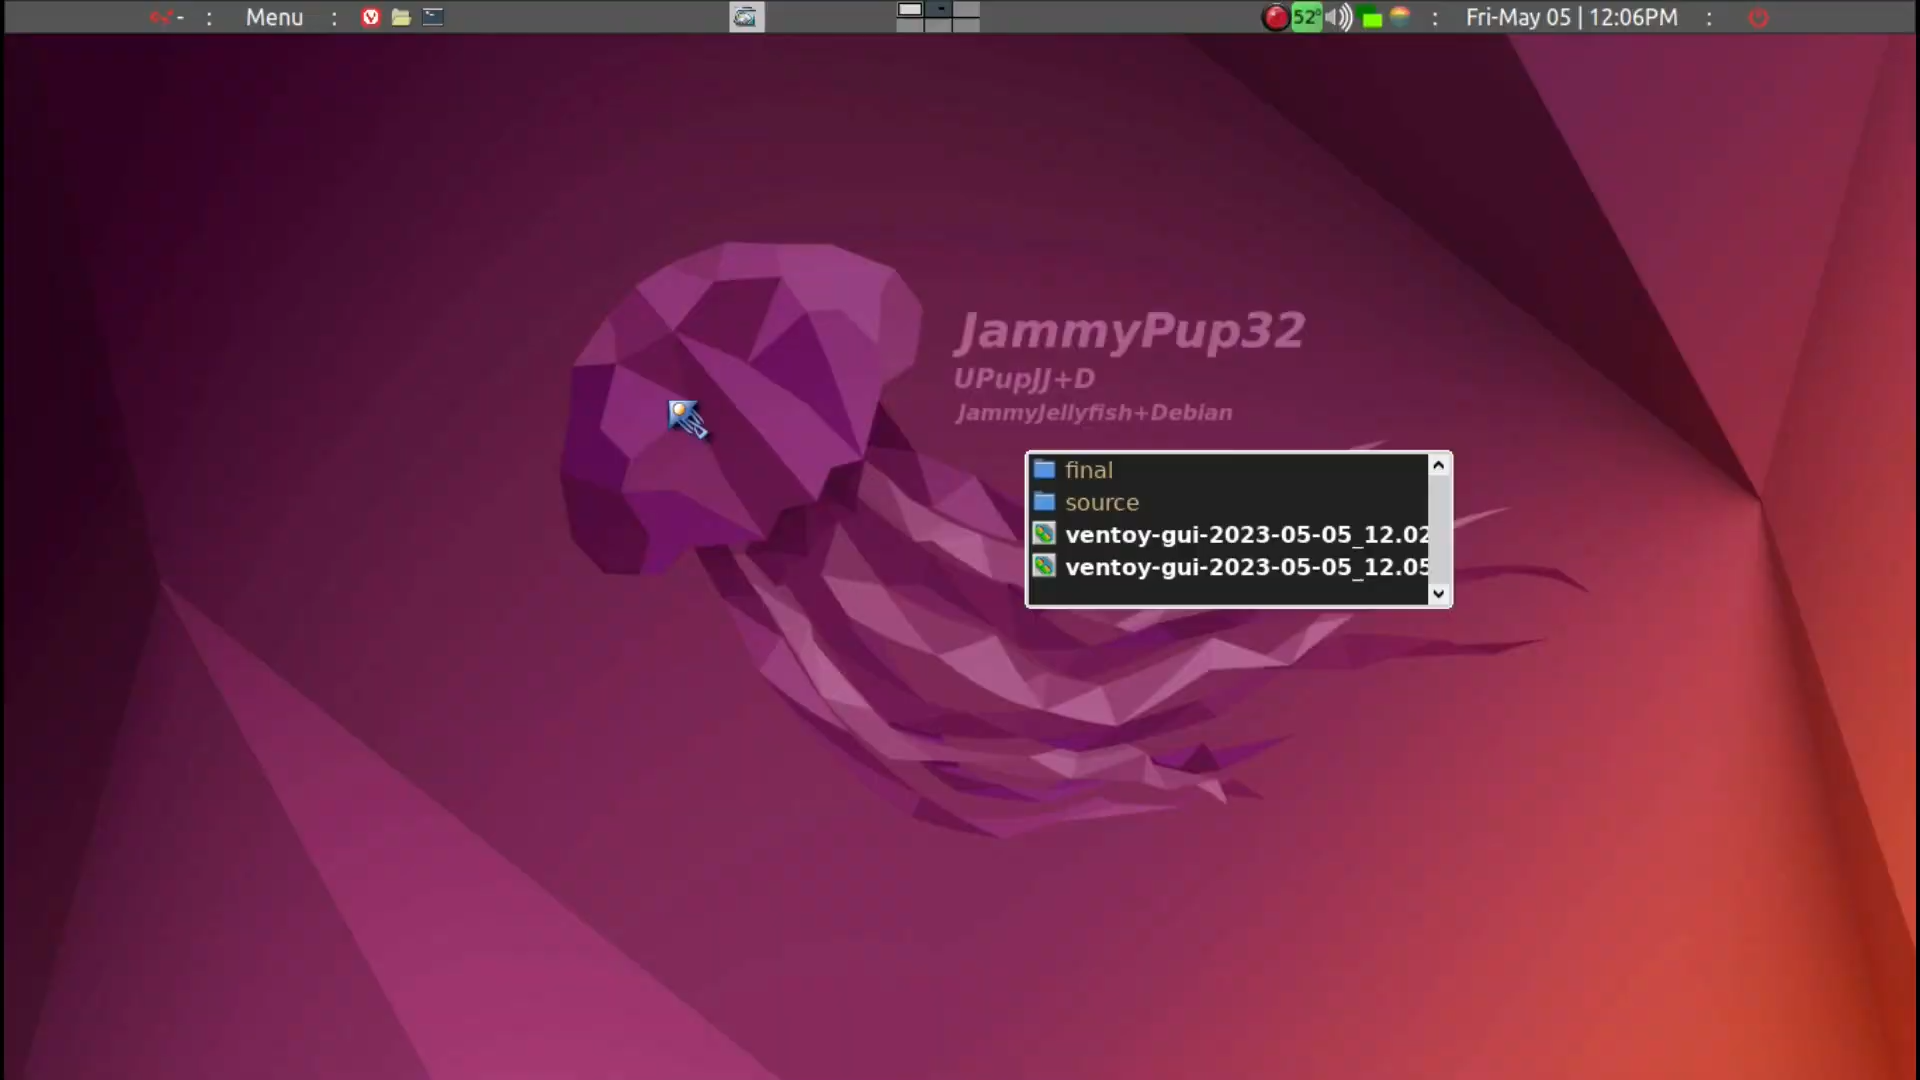 Menu
52°
Fri-May 05 | 12:06PM
JammyPup32
UPupJJ+D
JammyJellyfish+Debian
final
source
ventoy-gui-2023-05-05_12.02
ventoy-gui-2023-05-05_12.05